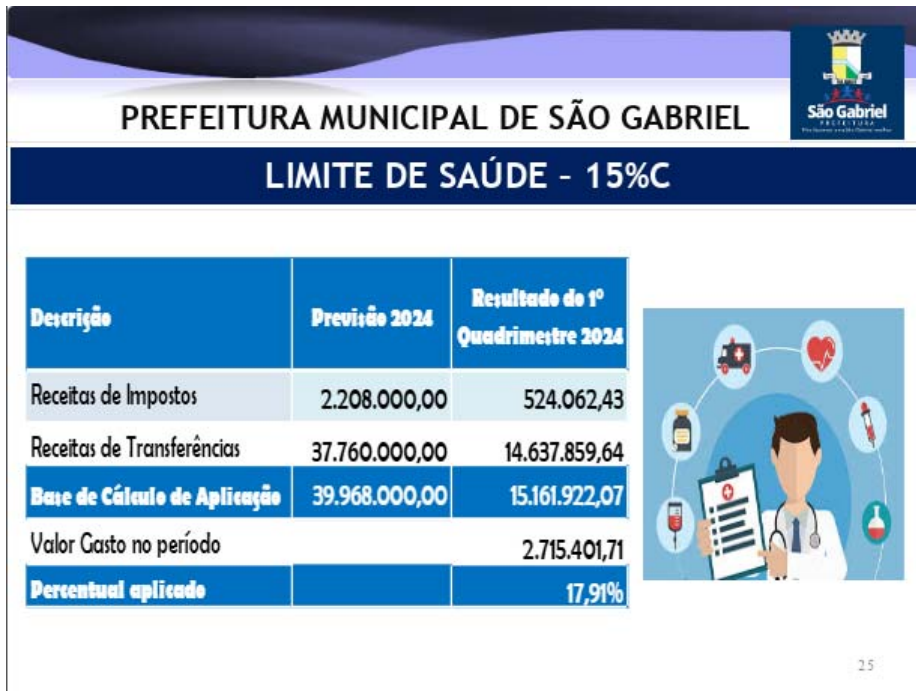 São Gabriel
PREFEITURA
PREFEITURA MUNICIPAL DE SÃO GABRIEL
LIMITE DE SAÚDE – 15%C
Descrição Previsão 2024 Resultado do 1º
Quadrimestre 2024
Receitas de Impostos 2.208.000,00 524.062,43
Receitas de Transferências 37.760.000,00 14.637.859,64
Base de Cálculo de Aplicação 39.968.000,00 15.161.922,07
Valor Gasto no período 2.715.401,71
Percentual aplicado 17,91%
25